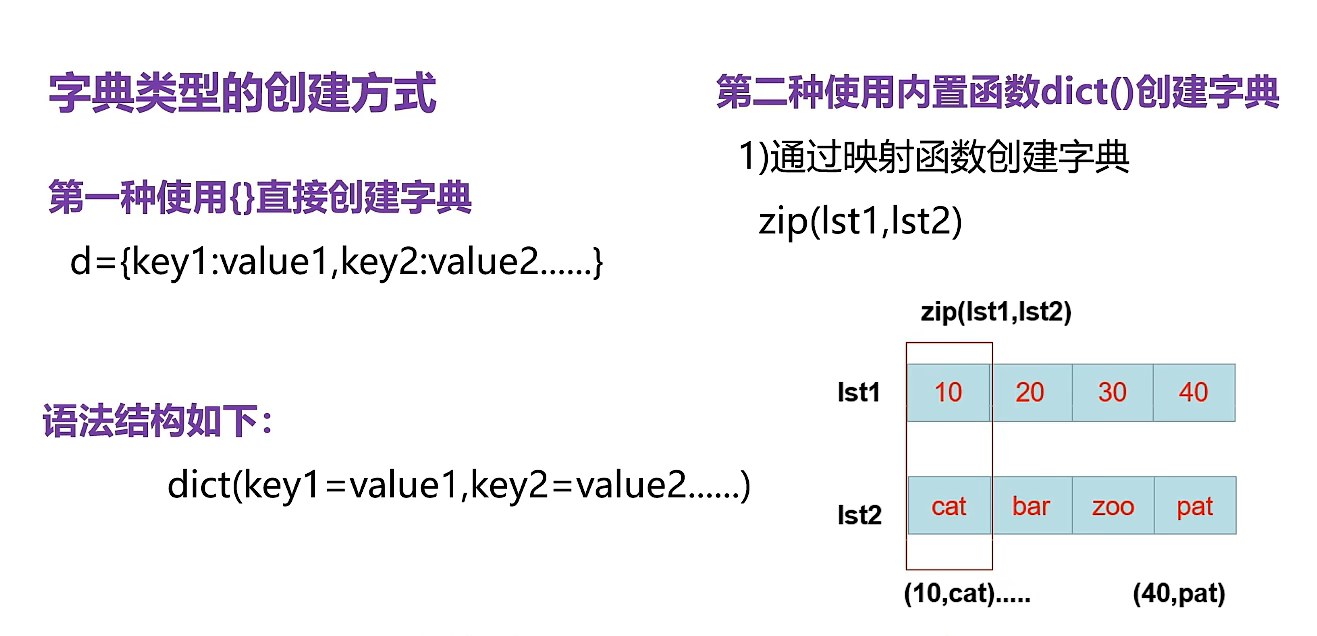 字典类型的创建方式
第一种使用{}直接创建字典
d={key1:value1,key2:value2......}
语法结构如下：
dict(key1=value1,key2=value2......)
第二种使用内置函数dict()创建字典
1)通过映射函数创建字典
zip(lst1,lst2)
zip(lst1,lst2)
lst1 10 20 30 40
lst2 cat bar zoo pat
(10,cat)..... (40,pat)